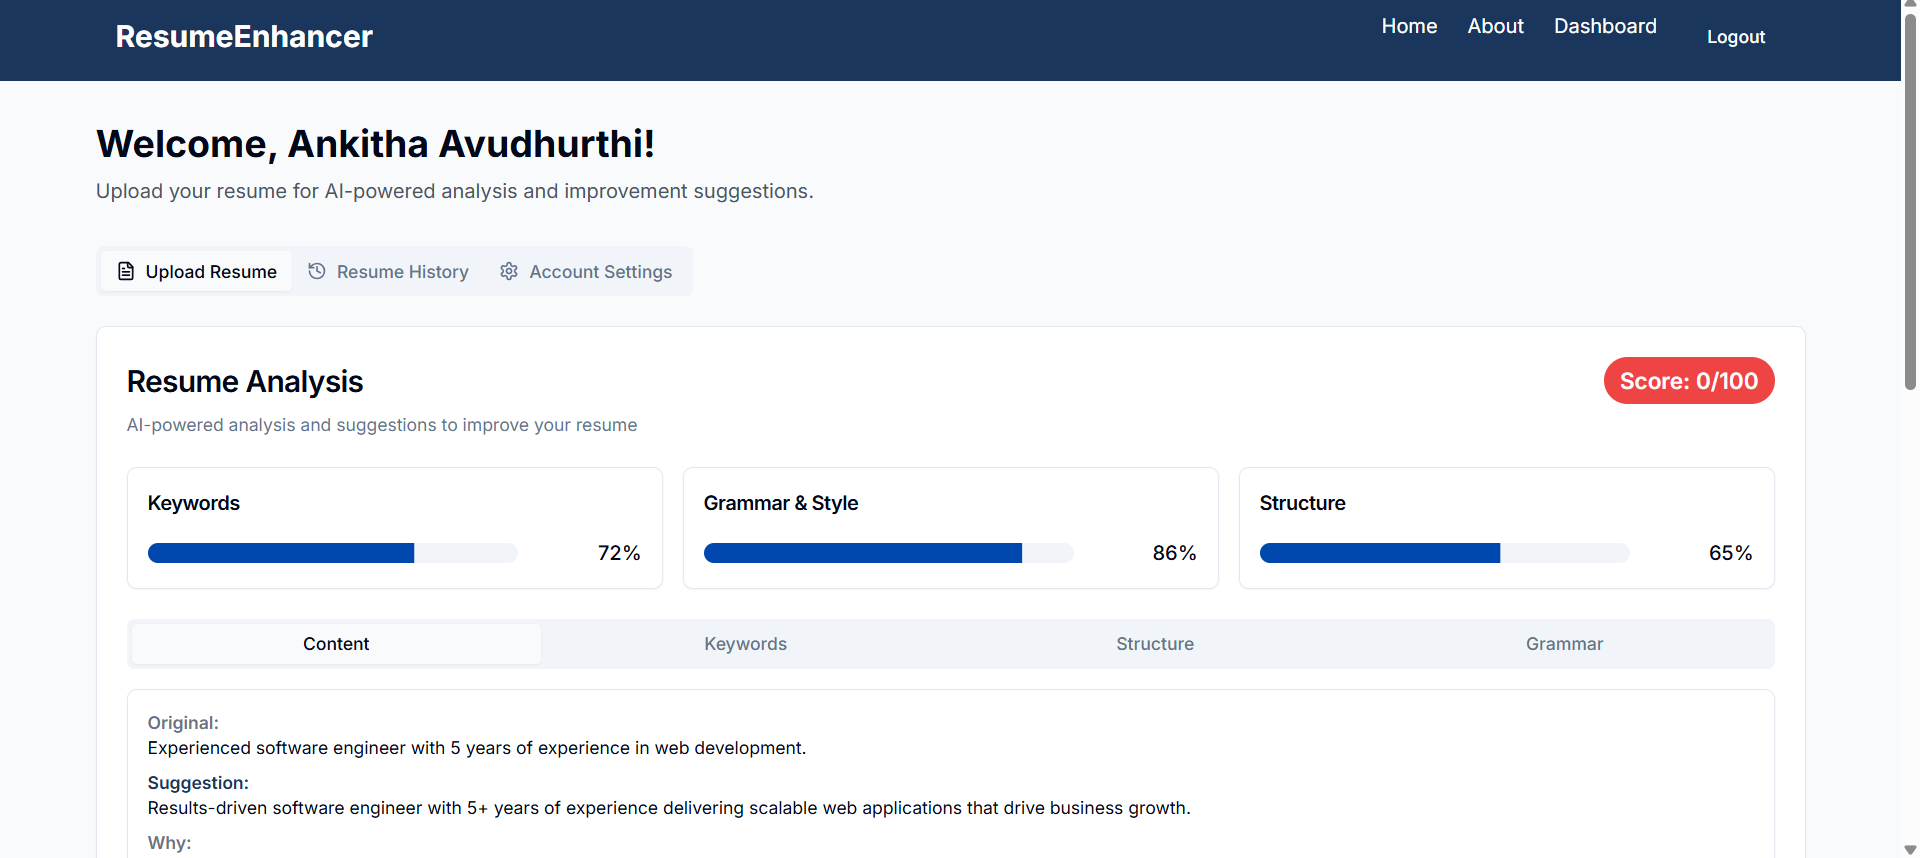 ResumeEnhancer
Home About Dashboard Logout
Welcome, Ankitha Avudhurthi!
Upload your resume for AI-powered analysis and improvement suggestions.
Upload Resume Resume History Account Settings
Resume Analysis
Score: 0/100
AI-powered analysis and suggestions to improve your resume
Keywords
72%
Grammar & Style
86%
Structure
65%
Content Keywords Structure Grammar
Original:
Experienced software engineer with 5 years of experience in web development.
Suggestion:
Results-driven software engineer with 5+ years of experience delivering scalable web applications that drive business growth.
Why: